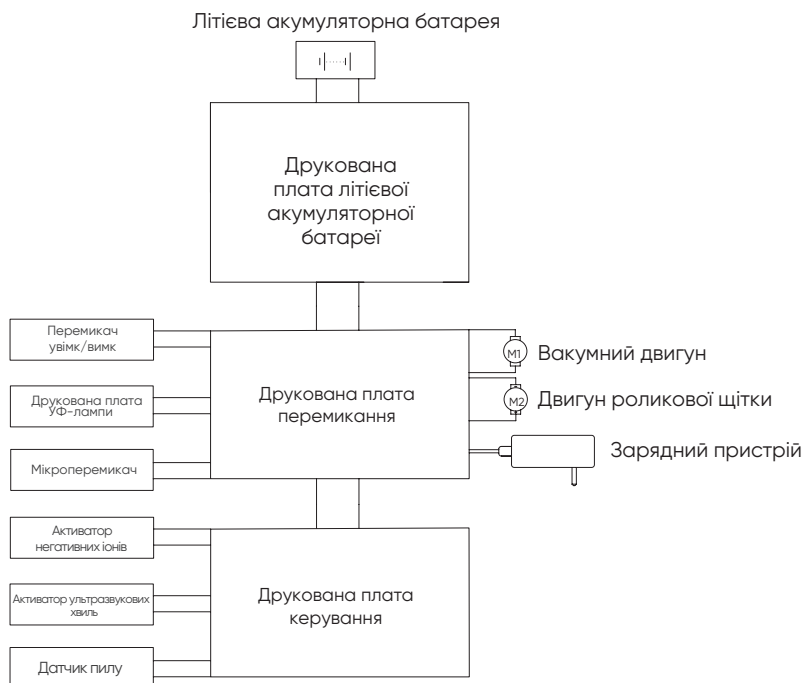 Літієва акумуляторна батарея
Друкована
плата літієвої
акумуляторної
батареї
Перемикач
увімк/вимк
Друкована плата
УФ-лампи
Мікроперемикач
Друкована плата
перемикання
M1
Вакумний двигун
M2
Двигун роликової щітки
Зарядний пристрій
Активатор
негативних іонів
Активатор ультразвукових
хвиль
Датчик пилу
Друкована плата
керування